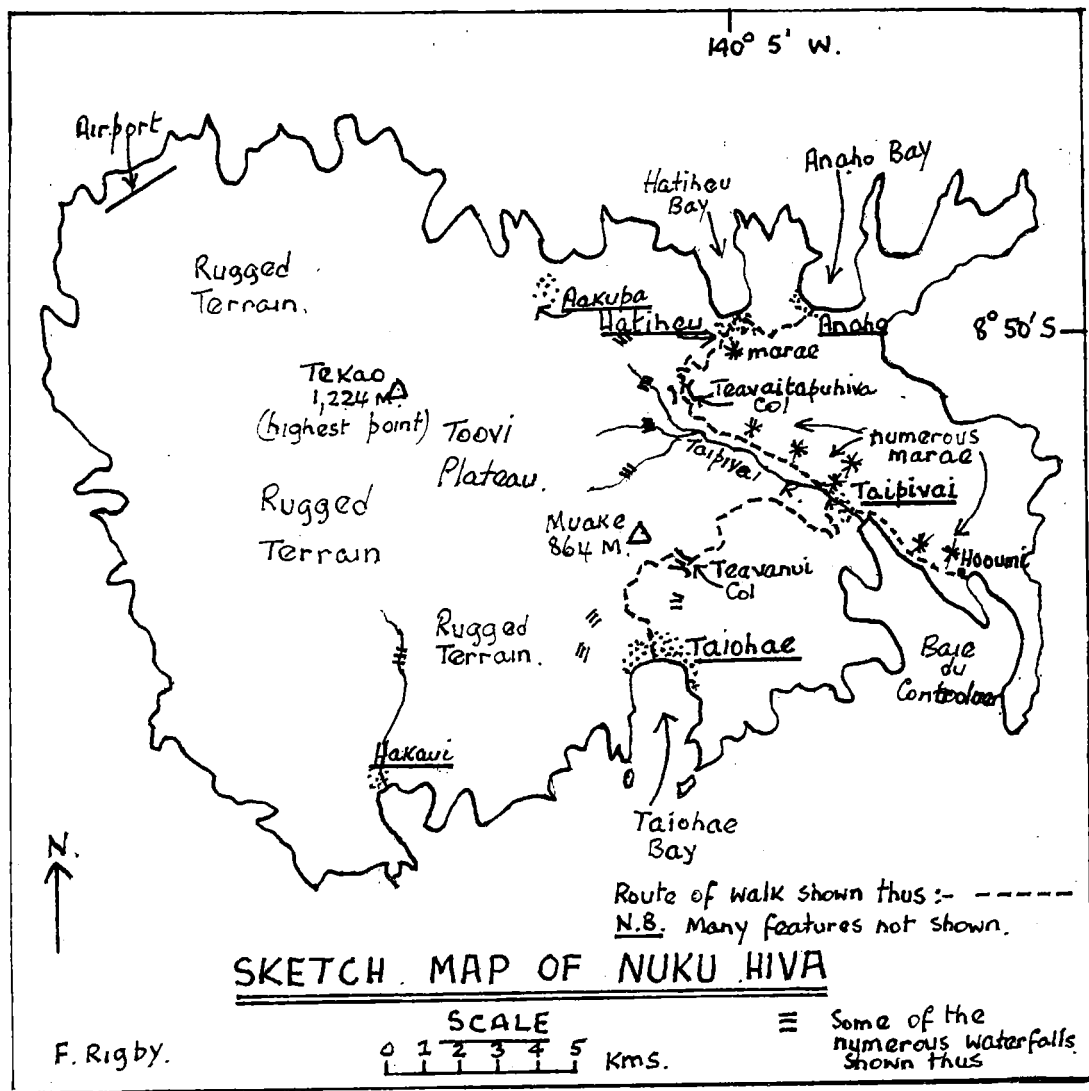 140° 5' W.
Airport
Anaho Bay
Hatiheu
Bay
Rugged
Terrain.
Aakupa
Hatiheu
Anaho
8° 50' S
marae
Tekao
1,224 M.
(highest point)
Teavaitapuhiva
Col
Toovi
Plateau.
numerous
marae
Taipivai R.
Taipivai
Rugged
Terrain
Muake
864 M.
Hooumi
Teavanui
Col
Rugged
Terrain.
Taiohae
Baie
du
Hakaui
Taiohae
Bay
N.
Route of walk shown thus :-
N.B. Many features not shown.
SKETCH MAP OF NUKU HIVA
SCALE
0 1 2 3 4 5 Kms.
F. Rigby.
Some of the
numerous waterfalls
shown thus